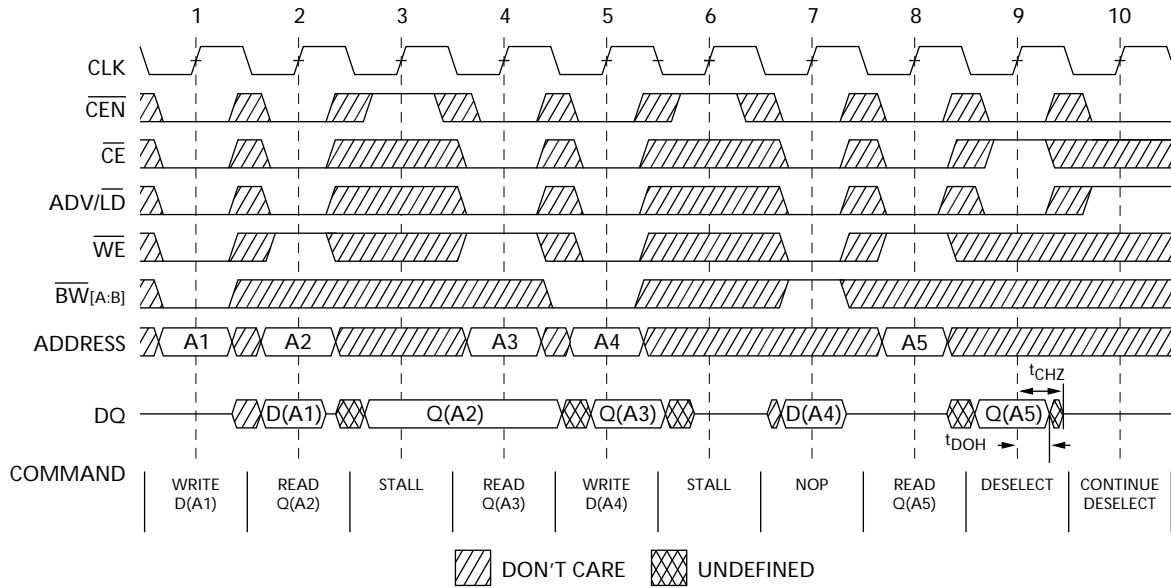 1 2 3 4 5 6 7 8 9 10
CLK
CEN
CE
ADV/LD
WE
BW[A:B]
ADDRESS A1 A2 A3 A4 A5
tCHZ
DQ D(A1) Q(A2) Q(A3) D(A4) Q(A5)
tDOH
COMMAND
WRITE READ STALL READ WRITE STALL NOP READ DESELECT CONTINUE
D(A1) Q(A2) Q(A3) D(A4) Q(A5) DESELECT
DON'T CARE UNDEFINED